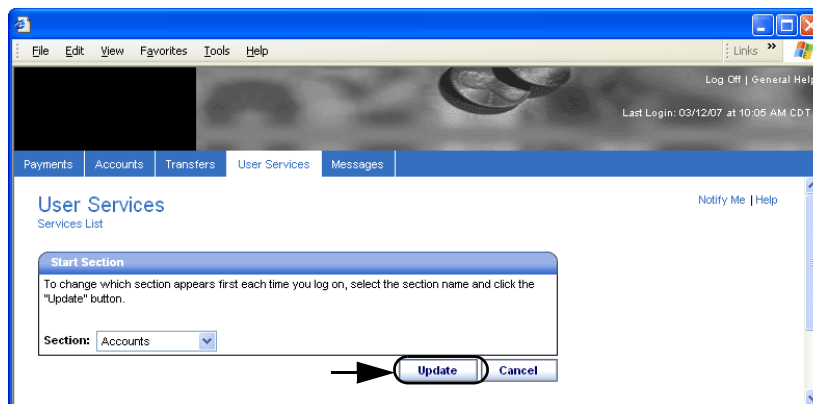 File Edit View Favorites Tools Help Links »
Log Off | General Help
Last Login: 03/12/07 at 10:05 AM CDT
Payments Accounts Transfers User Services Messages
User Services
Notify Me | Help
Services List
Start Section
To change which section appears first each time you log on, select the section name and click the
"Update" button.
Section: Accounts
Update Cancel